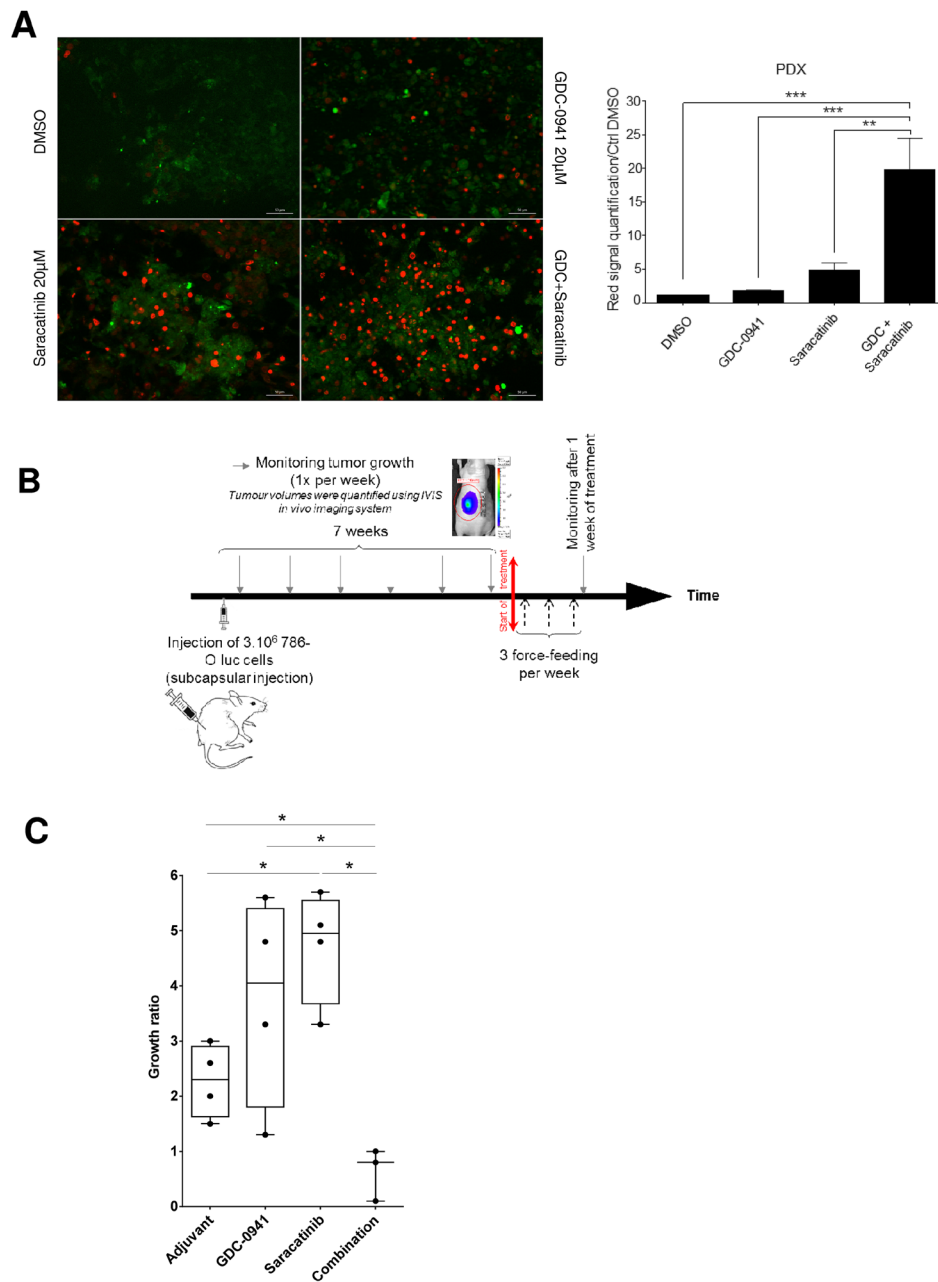 A
DMSO
GDC-0941 20µM
Saracatinib 20µM
GDC+Saracatinib
PDX
Red signal quantification/Ctrl DMSO
30
25
20
15
10
5
0
***
***
**
DMSO
GDC-0941
Saracatinib
GDC +
Saracatinib
B
Monitoring tumor growth
(1x per week)
Tumour volumes were quantified using IVIS
in vivo imaging system
7 weeks
Start of treatment
Monitoring after 1
week of treatment
Time
Injection of 3.10⁶ 786-
O luc cells
(subcapsular injection)
3 force-feeding
per week
C
*
*
*
*
Growth ratio
6
5
4
3
2
1
0
Adjuvant
GDC-0941
Saracatinib
Combination